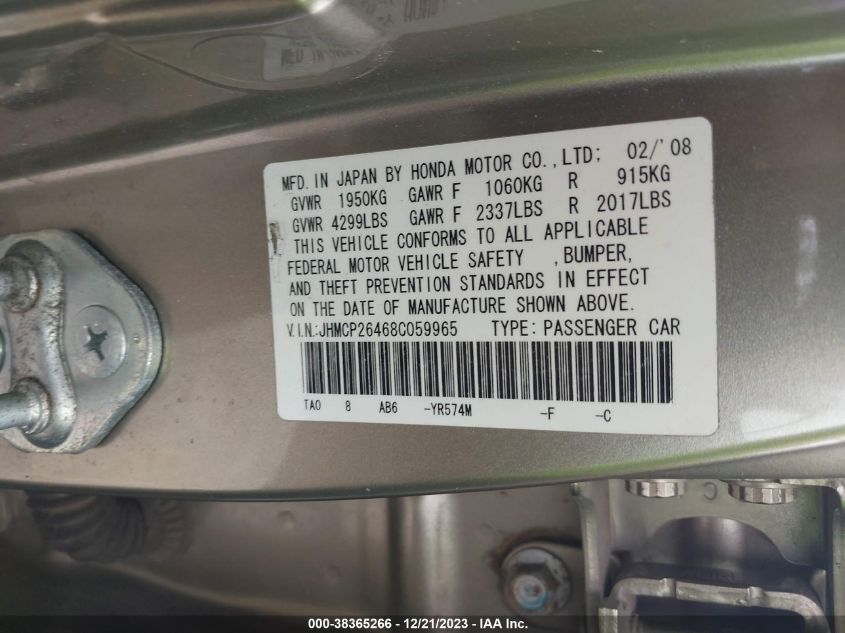 MFD. IN JAPAN BY HONDA MOTOR CO.,LTD; 02/'08
GVWR 1950KG GAWR F 1060KG R 915KG
GVWR 4299LBS GAWR F 2337LBS R 2017LBS
THIS VEHICLE CONFORMS TO ALL APPLICABLE
FEDERAL MOTOR VEHICLE SAFETY ,BUMPER,
AND THEFT PREVENTION STANDARDS IN EFFECT
ON THE DATE OF MANUFACTURE SHOWN ABOVE.
V.I.N:JHMCP26468C059965 TYPE: PASSENGER CAR
TA0 8 AB6 -YR574M -F -C
000-38365266 - 12/21/2023 - IAA Inc.